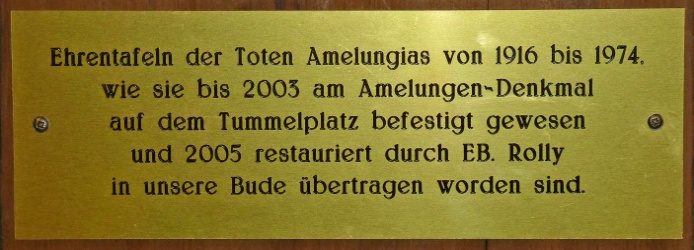 Ehrentafeln der Toten Amelungias von 1916 bis 1974,
wie sie bis 2003 am Amelungen-Denkmal
auf dem Tummelplatz befestigt gewesen
und 2005 restauriert durch EB. Rolly
in unsere Bude übertragen worden sind.